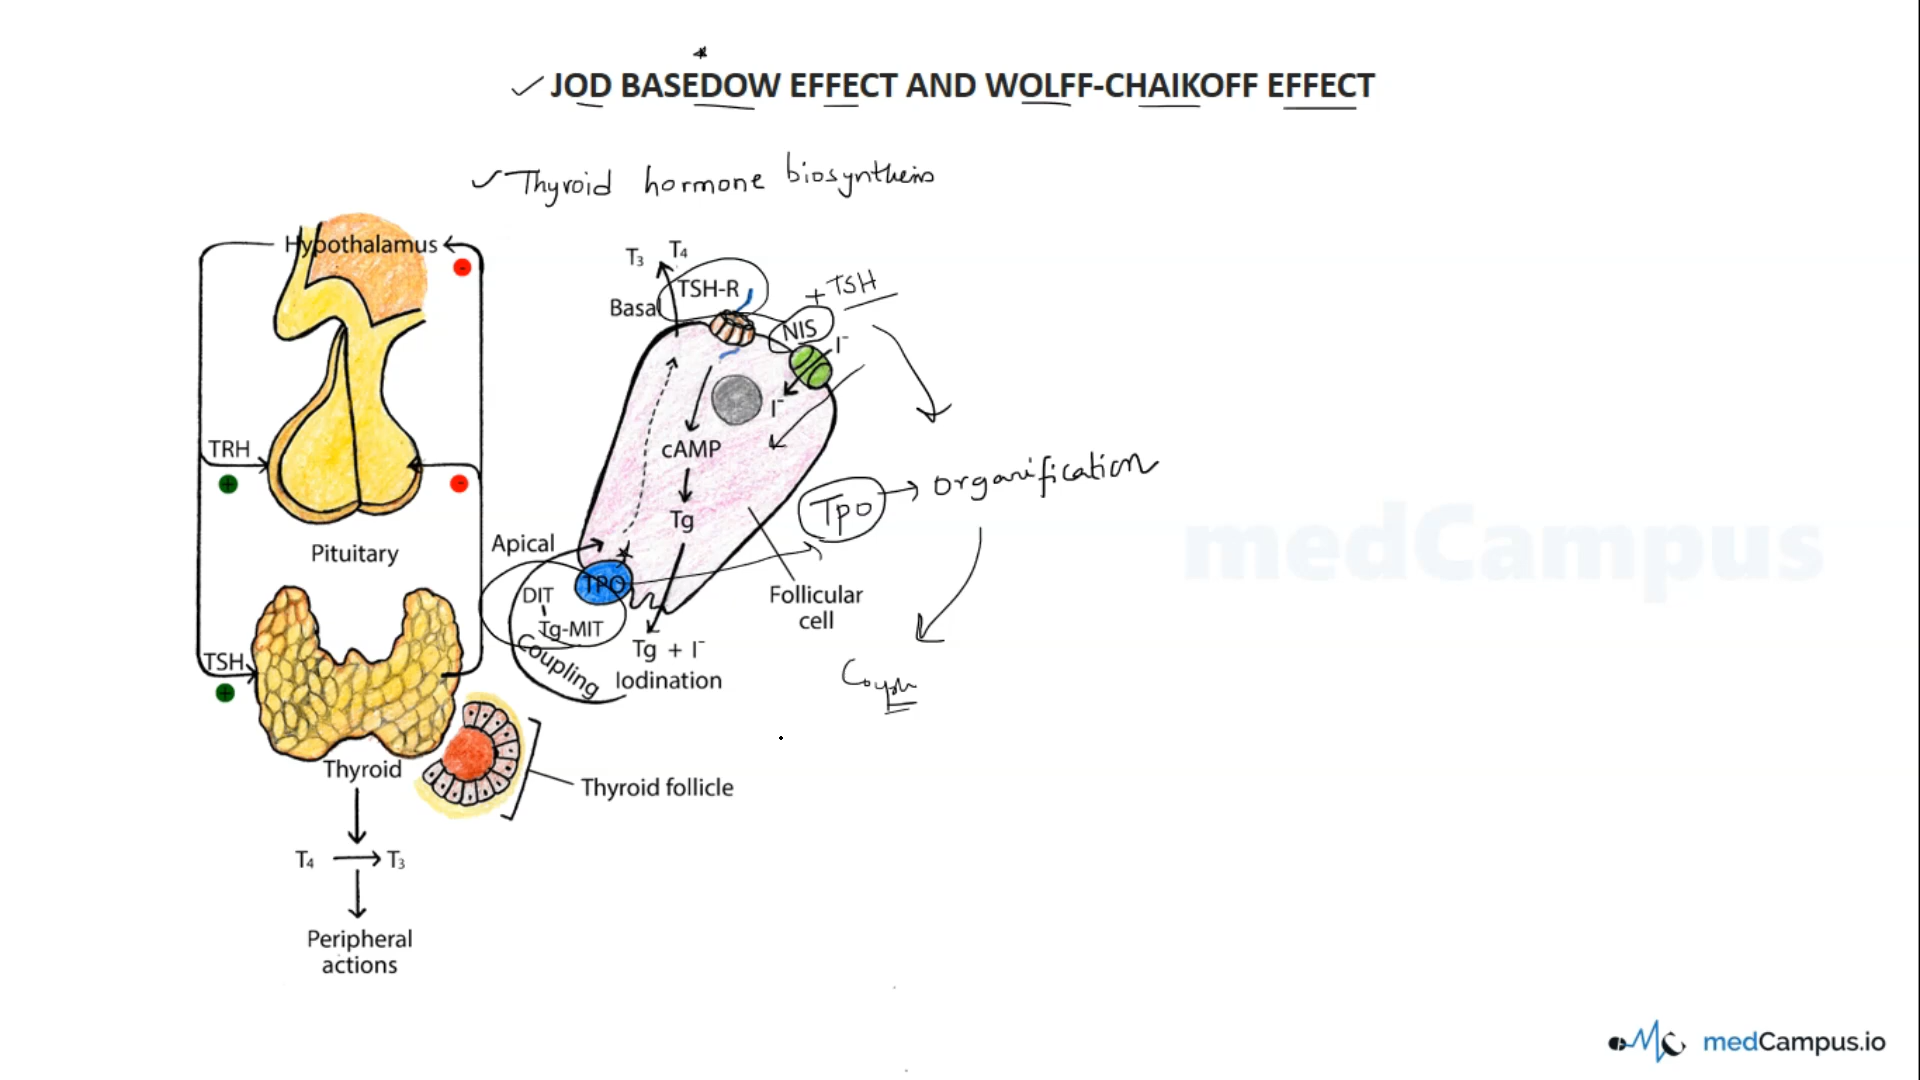 JOD BASEDOW EFFECT AND WOLFF-CHAIKOFF EFFECT
Thyroid hormone biosynthesis
Hypothalamus
-
TRH
+
-
Pituitary
TSH
+
Thyroid
T4 → T3
Peripheral
actions
Thyroid follicle
T3 T4
TSH-R
Basal
+ TSH
NIS
I-
I-
cAMP
Tg
Apical
TPO
DIT
Tg-MIT
Coupling
Tg + I-
Iodination
Follicular
cell
Tpo → organification
medCampus
medCampus.io